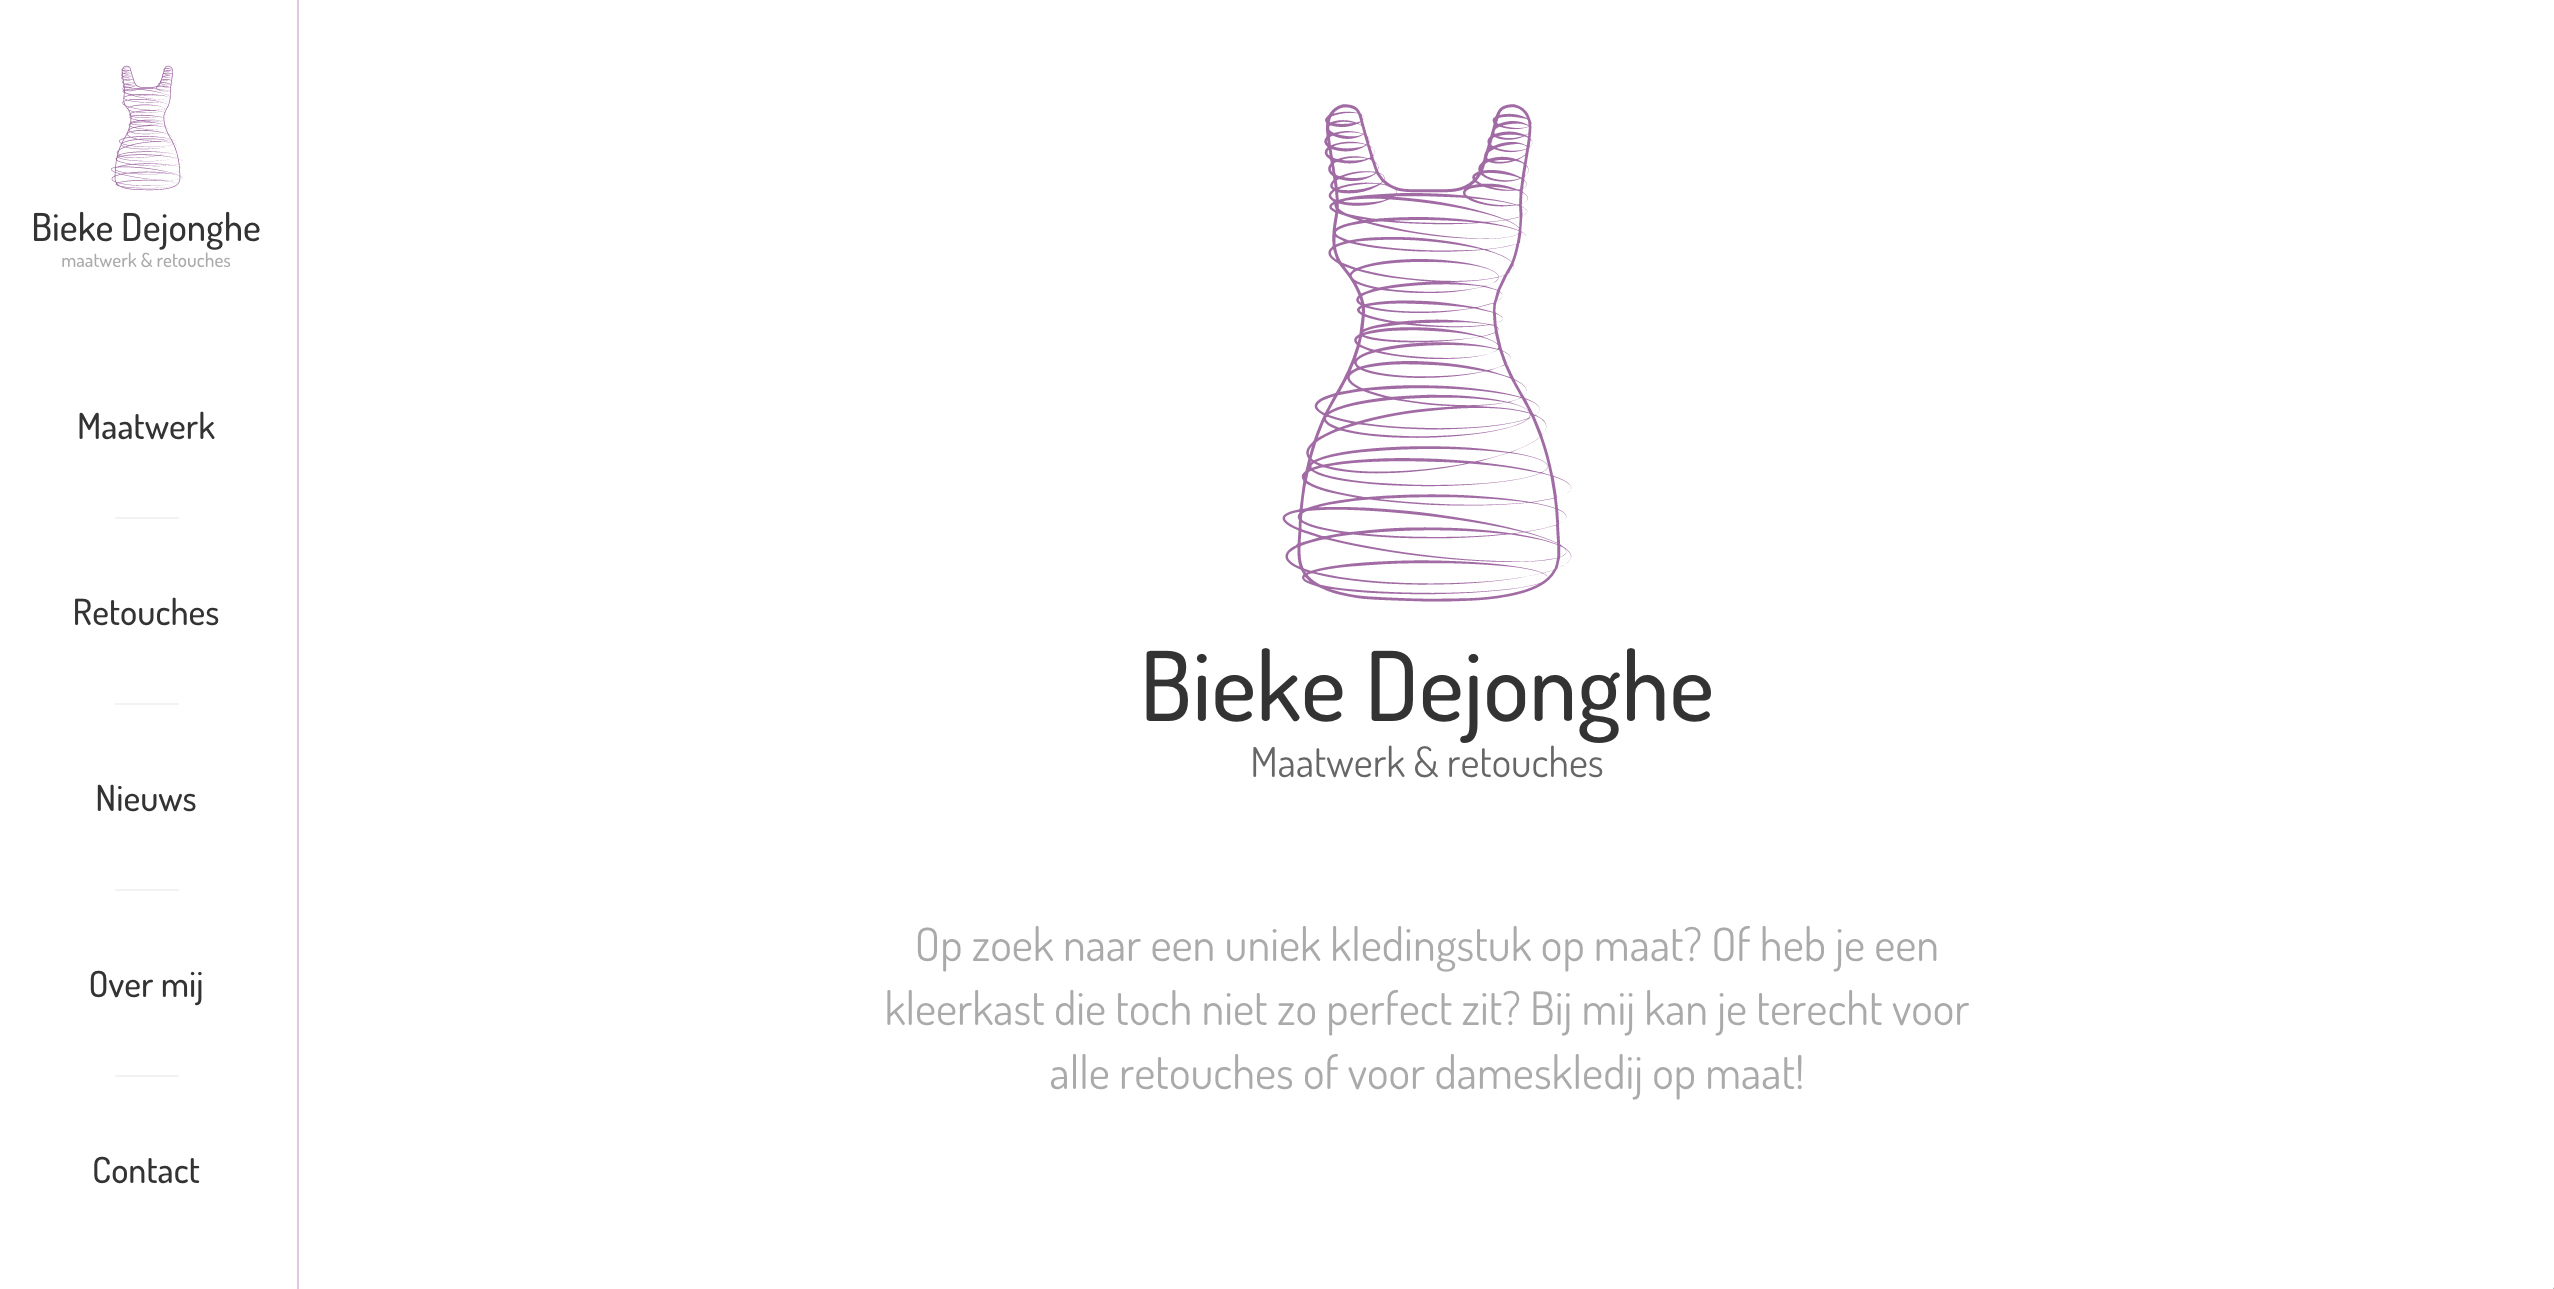 Bieke Dejonghe
maatwerk & retouches
Maatwerk
Retouches
Nieuws
Over mij
Contact
Bieke Dejonghe
Maatwerk & retouches
Op zoek naar een uniek kledingstuk op maat? Of heb je een
kleerkast die toch niet zo perfect zit? Bij mij kan je terecht voor
alle retouches of voor dameskledij op maat!